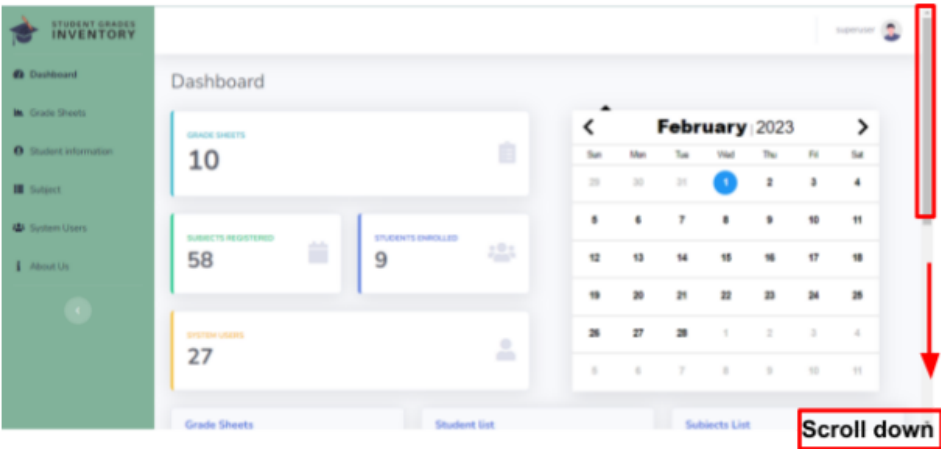 STUDENT GRADES
INVENTORY
superuser
Dashboard
Grade Sheets
Student information
Subject
System Users
About Us
Dashboard
GRADE SHEETS
10
SUBJECTS REGISTERED
58
STUDENTS ENROLLED
9
SYSTEM USERS
27
February 2023
Sun Mon Tue Wed Thu Fri Sat
29 30 31 1 2 3 4
5 6 7 8 9 10 11
12 13 14 15 16 17 18
19 20 21 22 23 24 25
26 27 28 1 2 3 4
5 6 7 8 9 10 11
Grade Sheets
Student list
Subjects List
Scroll down